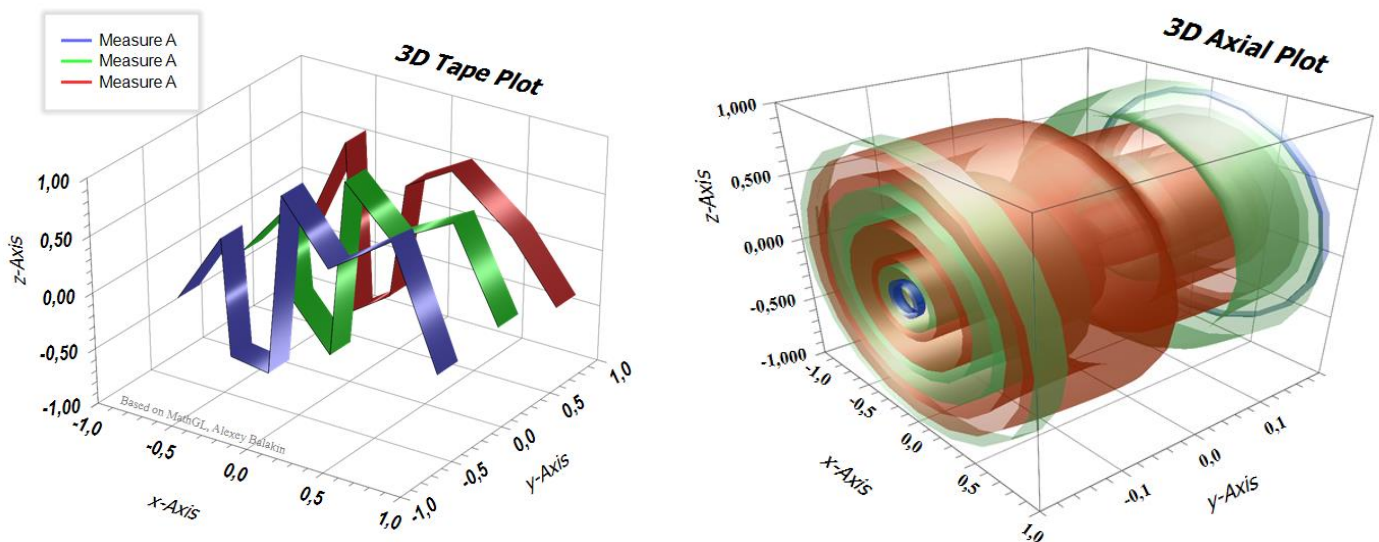 Measure A
Measure A
Measure A
3D Tape Plot
z-Axis
1,00
0,50
0,00
-0,50
-1,00
-1,0
-0,5
0,0
0,5
1,0
x-Axis
-1,0
-0,5
0,0
0,5
1,0
y-Axis
Based on MathGL, Alexey Balakin
3D Axial Plot
z-Axis
1,000
0,500
0,000
-0,500
-1,000
-1,0
-0,5
0,0
0,5
1,0
x-Axis
-0,1
0,0
0,1
y-Axis